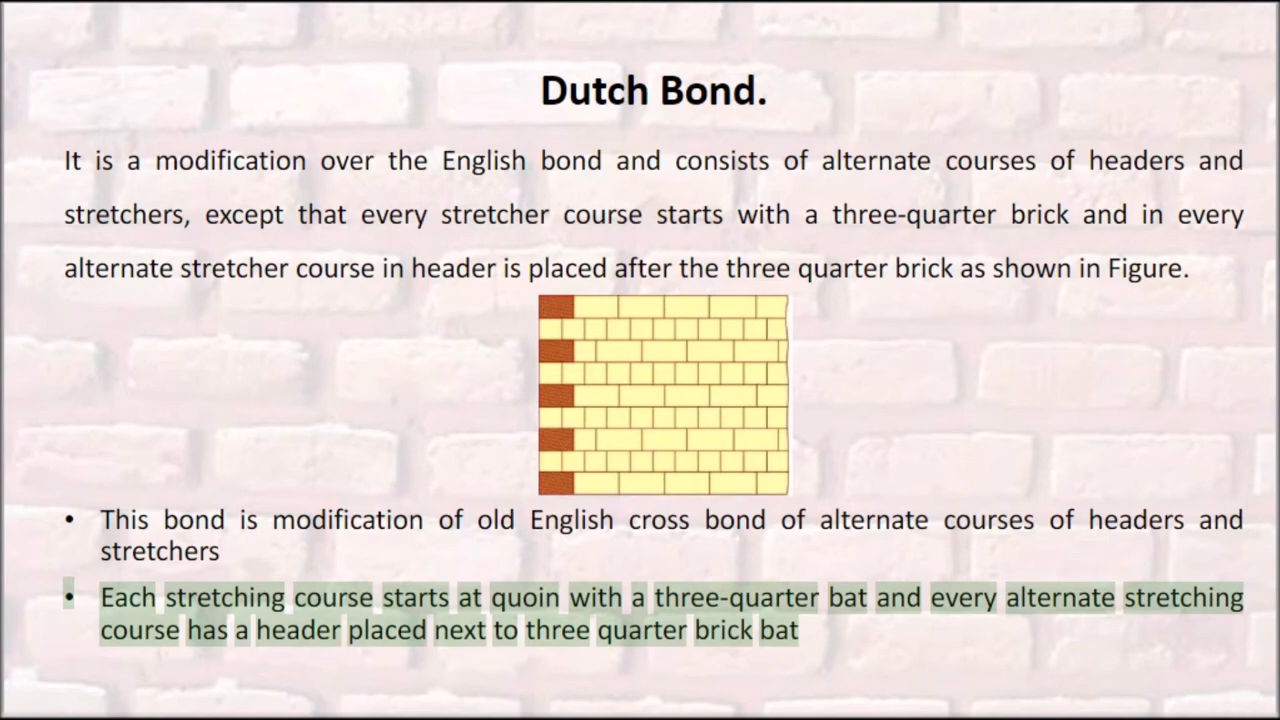 Dutch Bond.
It is a modification over the English bond and consists of alternate courses of headers and
stretchers, except that every stretcher course starts with a three-quarter brick and in every
alternate stretcher course in header is placed after the three quarter brick as shown in Figure.
• This bond is modification of old English cross bond of alternate courses of headers and
stretchers
• Each stretching course starts at quoin with a three-quarter bat and every alternate stretching
course has a header placed next to three quarter brick bat